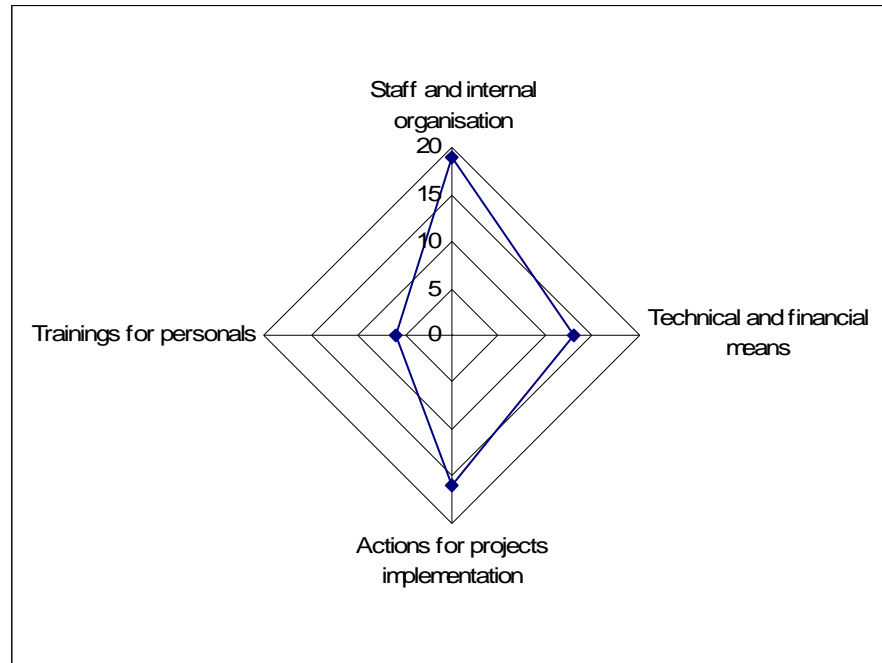 Staff and internal
organisation
20
15
10
5
0
Trainings for personals
Technical and financial
means
Actions for projects
implementation